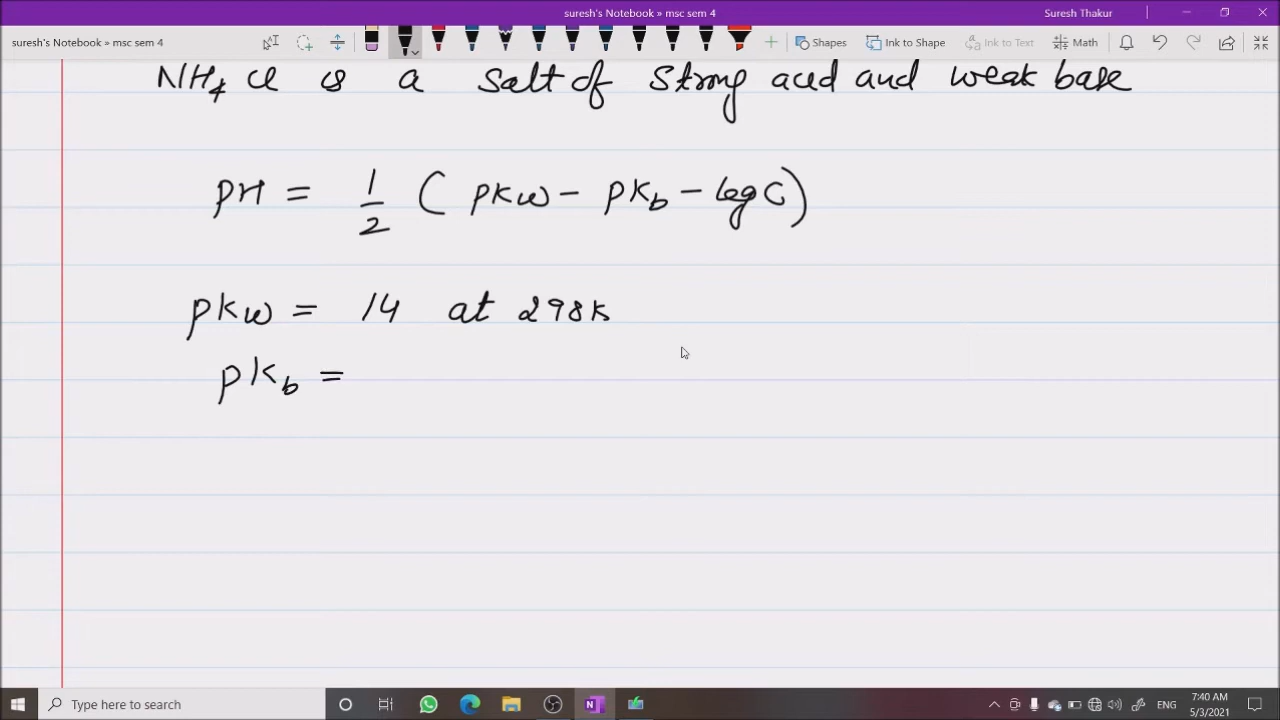 suresh's Notebook » msc sem 4
Suresh Thakur
suresh's Notebook » msc sem 4
Shapes
Ink to Shape
Ink to Text
Math
NH4 Cl is a Salt of Strong acid and weak base
pH = 1/2 (pkw - pKb - log C)
pkw = 14 at 298K
pkb =
Type here to search
ENG
7:40 AM
5/3/2021